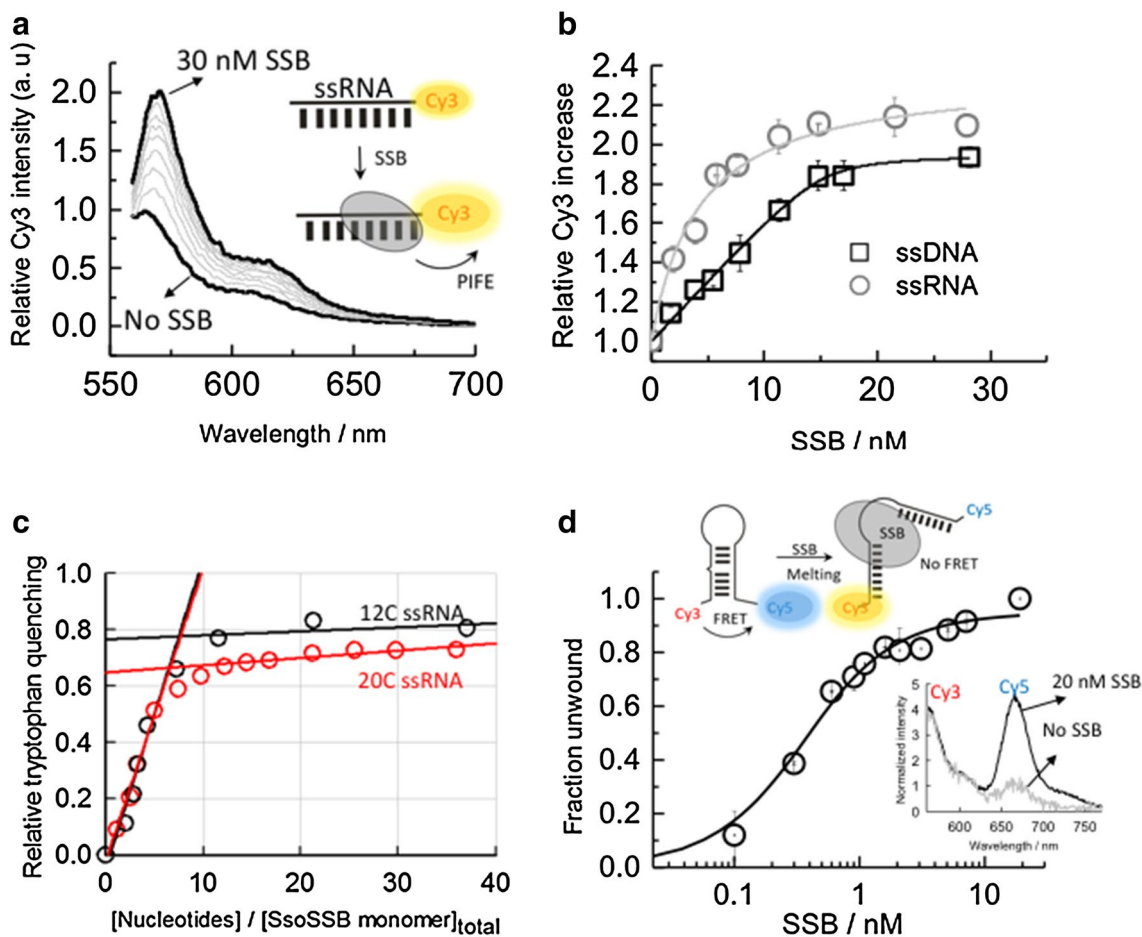 a
Relative Cy3 intensity (a. u)
2.0
1.5
1.0
0.5
0.0
550
600
650
700
Wavelength / nm
30 nM SSB
No SSB
ssRNA
Cy3
SSB
Cy3
PIFE
b
Relative Cy3 increase
2.4
2.2
2.0
1.8
1.6
1.4
1.2
1.0
0
10
20
30
SSB / nM
ssDNA
ssRNA
c
Relative tryptophan quenching
1.0
0.8
0.6
0.4
0.2
0.0
0
10
20
30
40
[Nucleotides] / [SsoSSB monomer]total
12C ssRNA
20C ssRNA
d
Fraction unwound
1.0
0.8
0.6
0.4
0.2
0.0
0.1
1
10
SSB / nM
Cy3
FRET
Cy5
SSB
Melting
Cy3
SSB
Cy5
No FRET
Normalized intensity
5
4
3
2
1
0
600
650
700
750
Wavelength / nm
Cy3
Cy5
20 nM SSB
No SSB